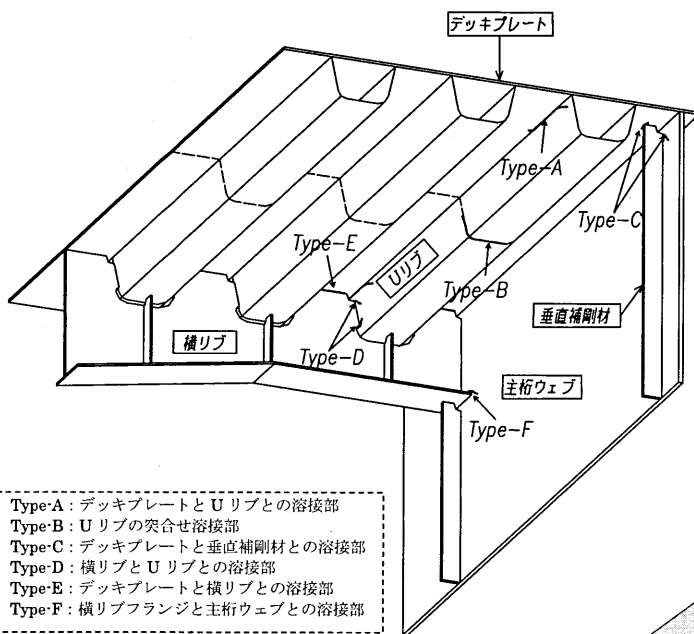 デッキプレート
Type-A
Type-C
Type-E
Uリブ
Type-B
垂直補剛材
横リブ
Type-D
主桁ウェブ
Type-F
Type-A：デッキプレートとUリブとの溶接部
Type-B：Uリブの突合せ溶接部
Type-C：デッキプレートと垂直補剛材との溶接部
Type-D：横リブとUリブとの溶接部
Type-E：デッキプレートと横リブとの溶接部
Type-F：横リブフランジと主桁ウェブとの溶接部